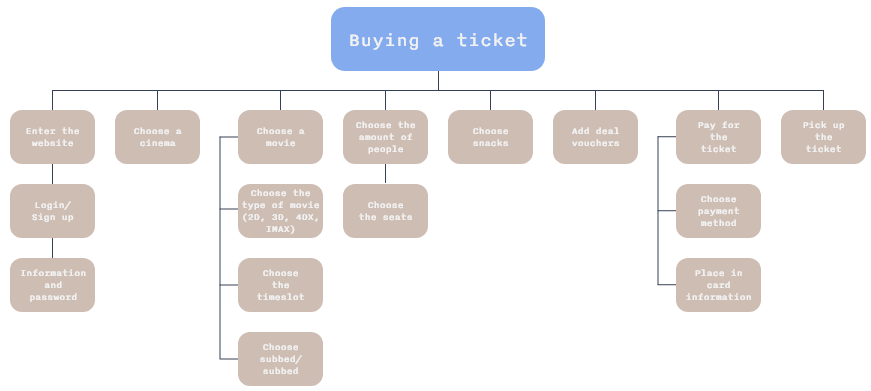 Buying a ticket
Enter the
website
Choose a
cinema
Choose a
movie
Choose the
amount of
people
Choose
snacks
Add deal
vouchers
Pay for
the
ticket
Pick up
the
ticket
Login/
Sign up
Choose the
type of movie
(2D, 3D, 4DX,
IMAX)
Choose
the seats
Choose
payment
method
Information
and
password
Choose
the
timeslot
Place in
card
information
Choose
subbed/
subbed